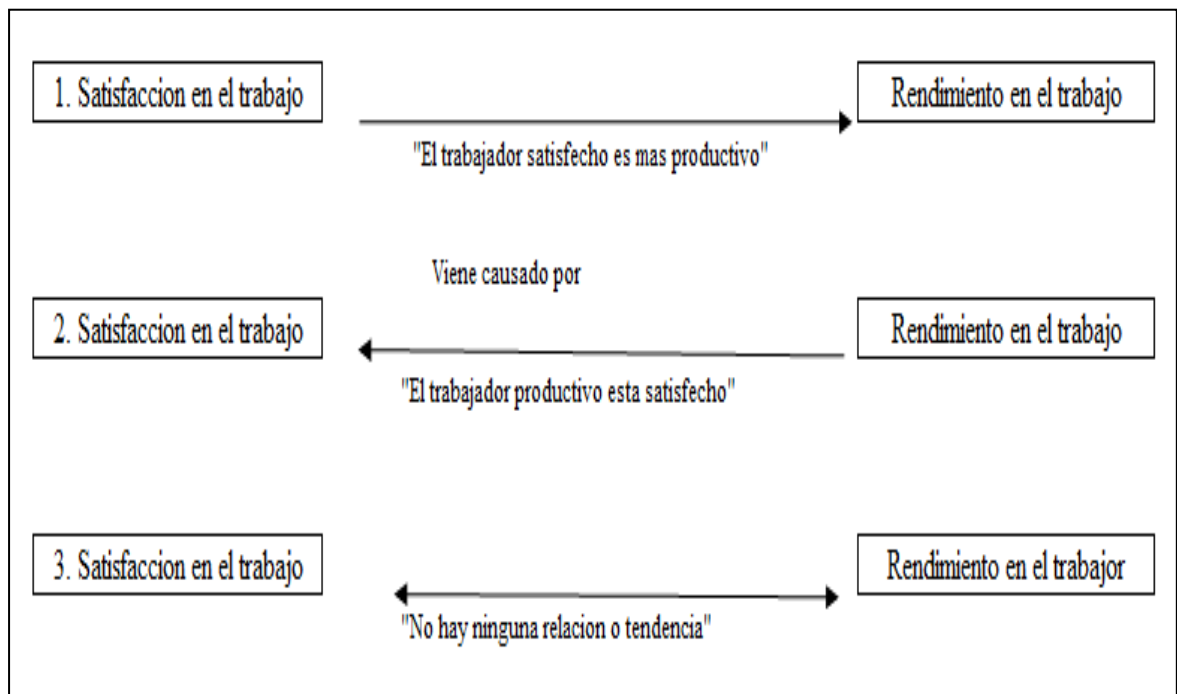 1. Satisfaccion en el trabajo
Rendimiento en el trabajo
"El trabajador satisfecho es mas productivo"
Viene causado por
2. Satisfaccion en el trabajo
Rendimiento en el trabajo
"El trabajador productivo esta satisfecho"
3. Satisfaccion en el trabajo
Rendimiento en el trabajor
"No hay ninguna relacion o tendencia"